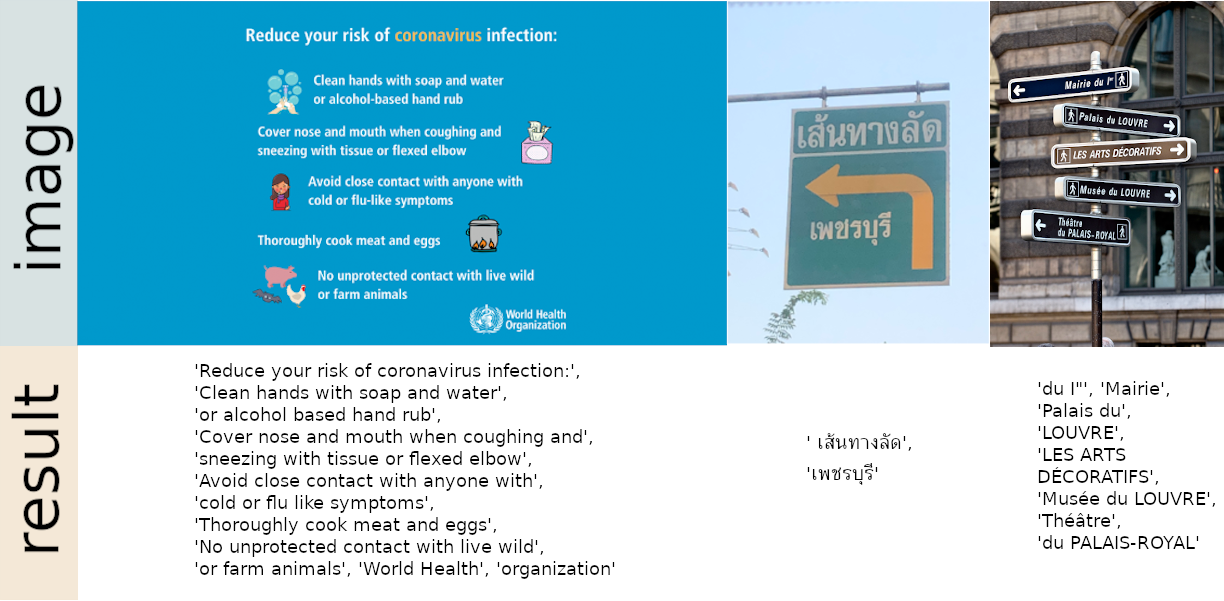 image
Reduce your risk of coronavirus infection:
Clean hands with soap and water
or alcohol-based hand rub
Cover nose and mouth when coughing and
sneezing with tissue or flexed elbow
Avoid close contact with anyone with
cold or flu-like symptoms
Thoroughly cook meat and eggs
No unprotected contact with live wild
or farm animals
World Health
Organization
เส้นทางลัด
เพชรบุรี
Mairie du Ier
Palais du LOUVRE
LES ARTS DÉCORATIFS
Musée du LOUVRE
Théâtre
du PALAIS-ROYAL
result
'Reduce your risk of coronavirus infection:',
'Clean hands with soap and water',
'or alcohol based hand rub',
'Cover nose and mouth when coughing and',
'sneezing with tissue or flexed elbow',
'Avoid close contact with anyone with',
'cold or flu like symptoms',
'Thoroughly cook meat and eggs',
'No unprotected contact with live wild',
'or farm animals', 'World Health', 'organization'
' เส้นทางลัด',
'เพชรบุรี'
'du I"', 'Mairie',
'Palais du',
'LOUVRE',
'LES ARTS
DÉCORATIFS',
'Musée du LOUVRE',
'Théâtre',
'du PALAIS-ROYAL'